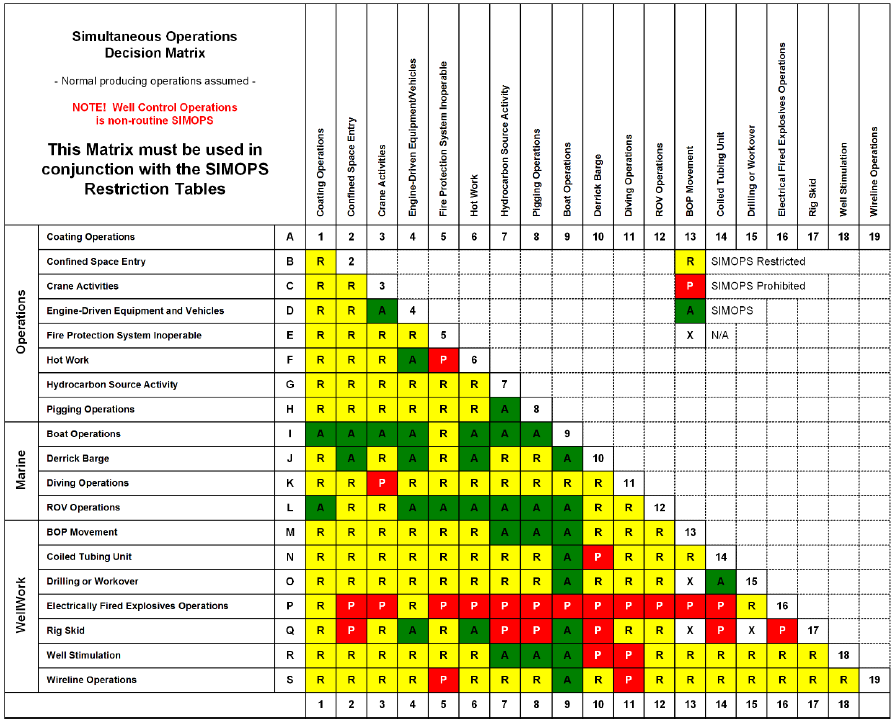 Simultaneous Operations
Decision Matrix
- Normal producing operations assumed -
NOTE! Well Control Operations
is non-routine SIMOPS
This Matrix must be used in
conjunction with the SIMOPS
Restriction Tables
Coating Operations
Confined Space Entry
Crane Activities
Engine-Driven Equipment/Vehicles
Fire Protection System Inoperable
Hot Work
Hydrocarbon Source Activity
Pigging Operations
Boat Operations
Derrick Barge
Diving Operations
ROV Operations
BOP Movement
Coiled Tubing Unit
Drilling or Workover
Electrical Fired Explosives Operations
Rig Skid
Well Stimulation
Wireline Operations
Operations
Coating Operations A 1 2 3 4 5 6 7 8 9 10 11 12 13 14 15 16 17 18 19
Confined Space Entry B R 2 R SIMOPS Restricted
Crane Activities C R R 3 P SIMOPS Prohibited
Engine-Driven Equipment and Vehicles D R R A 4 A SIMOPS
Fire Protection System Inoperable E R R R R 5 X N/A
Hot Work F R R R A P 6
Hydrocarbon Source Activity G R R R R R R 7
Pigging Operations H R R R R R R A 8
Marine
Boat Operations I A A A A R A A A 9
Derrick Barge J R A R A R A R R A 10
Diving Operations K R R P R R R R R R R 11
ROV Operations L A R R A A A A A A R R 12
WellWork
BOP Movement M R R R R R R A A A R R R 13
Coiled Tubing Unit N R R R R R R R R A P R R R 14
Drilling or Workover O R R R R R R R R A R R R X A 15
Electrically Fired Explosives Operations P R P P R P P P P P P P P P P R 16
Rig Skid Q R P R A R A P P A P R R X P X P 17
Well Stimulation R R R R R R R A A A P P R R R R R R 18
Wireline Operations S R R R R P R R R A R P R R R R R R R 19
1 2 3 4 5 6 7 8 9 10 11 12 13 14 15 16 17 18